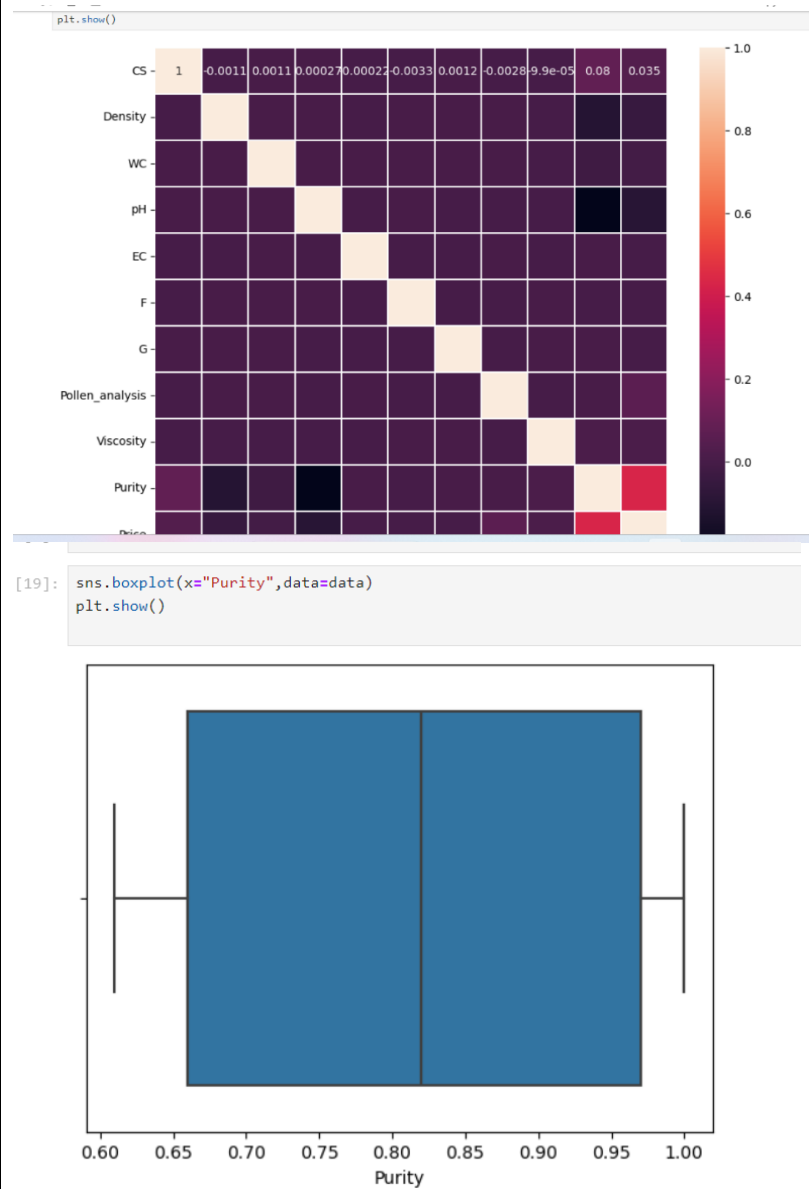 plt.show()
CS 1 -0.0011 0.0011 0.00027 0.00022 -0.0033 0.0012 -0.0028 -9.9e-05 0.08 0.035
Density
WC
pH
EC
F
G
Pollen_analysis
Viscosity
Purity
Price
1.0
0.8
0.6
0.4
0.2
0.0
[19]: sns.boxplot(x="Purity",data=data)
plt.show()
0.60 0.65 0.70 0.75 0.80 0.85 0.90 0.95 1.00
Purity